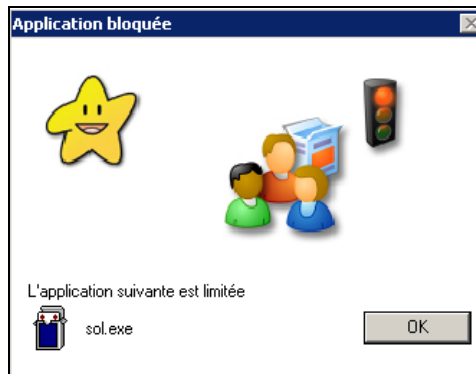 Application bloquée
L'application suivante est limitée
sol.exe
OK